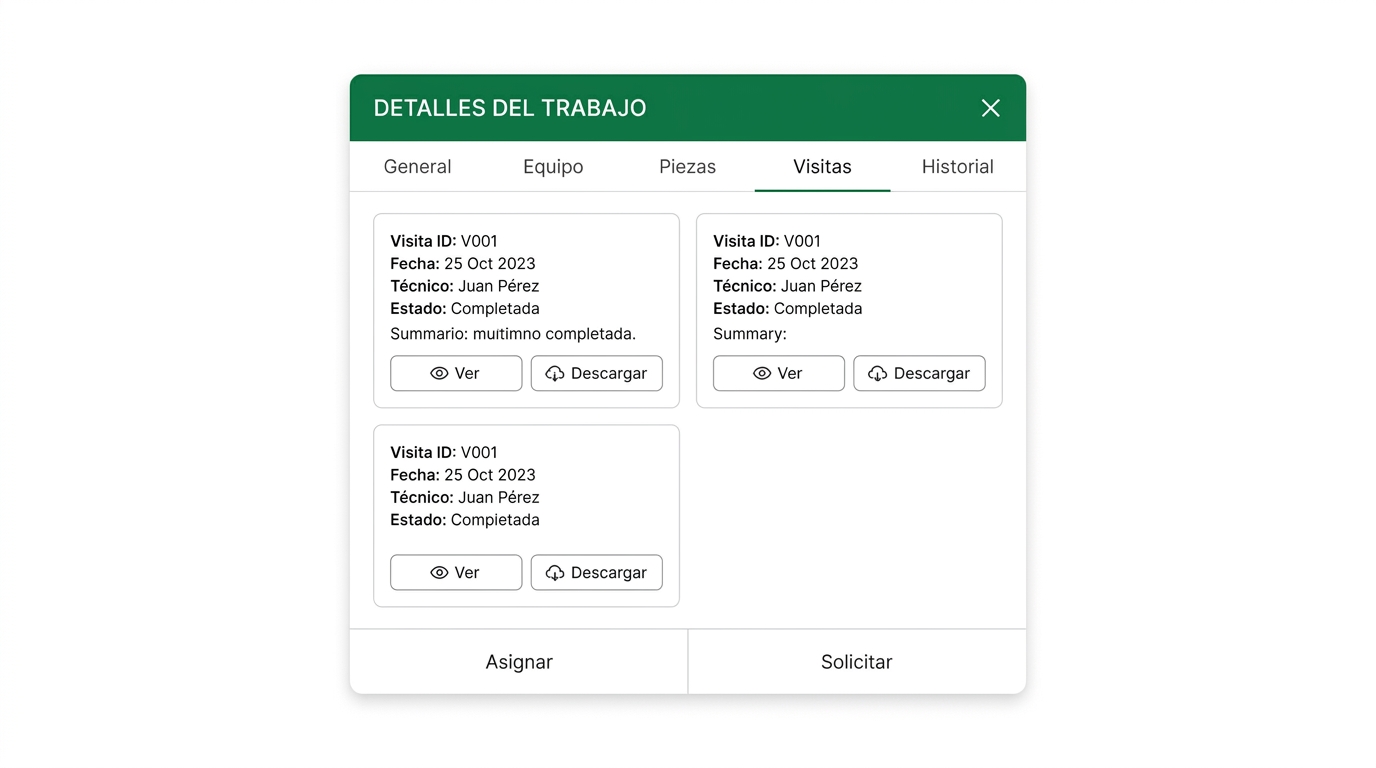 DETALLES DEL TRABAJO
General Equipo Piezas Visitas Historial
Visita ID: V001
Fecha: 25 Oct 2023
Técnico: Juan Pérez
Estado: Completada
Summario: muıtimno completada.
Ver Descargar
Visita ID: V001
Fecha: 25 Oct 2023
Técnico: Juan Pérez
Estado: Completada
Summary:
Ver Descargar
Visita ID: V001
Fecha: 25 Oct 2023
Técnico: Juan Pérez
Estado: Compietada
Ver Descargar
Asignar Solicitar